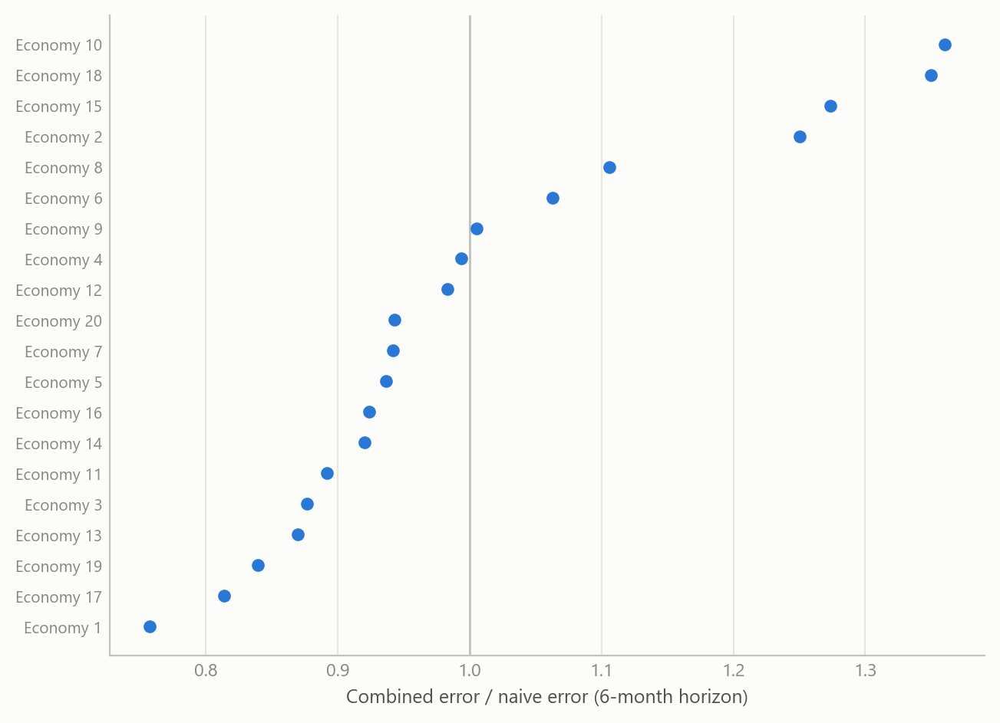 Economy 10
Economy 18
Economy 15
Economy 2
Economy 8
Economy 6
Economy 9
Economy 4
Economy 12
Economy 20
Economy 7
Economy 5
Economy 16
Economy 14
Economy 11
Economy 3
Economy 13
Economy 19
Economy 17
Economy 1
0.8 0.9 1.0 1.1 1.2 1.3
Combined error / naive error (6-month horizon)